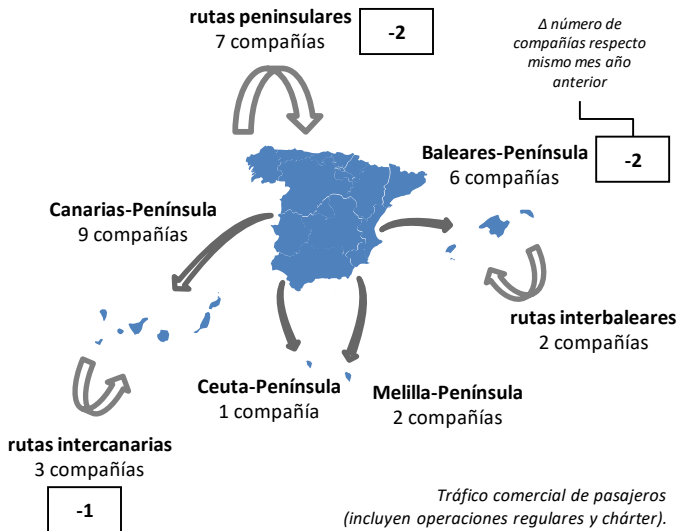 rutas peninsulares
7 compañías
-2
Δ número de
compañías respecto
mismo mes año
anterior
Baleares-Península
6 compañías
-2
Canarias-Península
9 compañías
rutas interbaleares
2 compañías
Ceuta-Península
1 compañía
Melilla-Península
2 compañías
rutas intercanarias
3 compañías
-1
Tráfico comercial de pasajeros
(incluyen operaciones regulares y chárter).